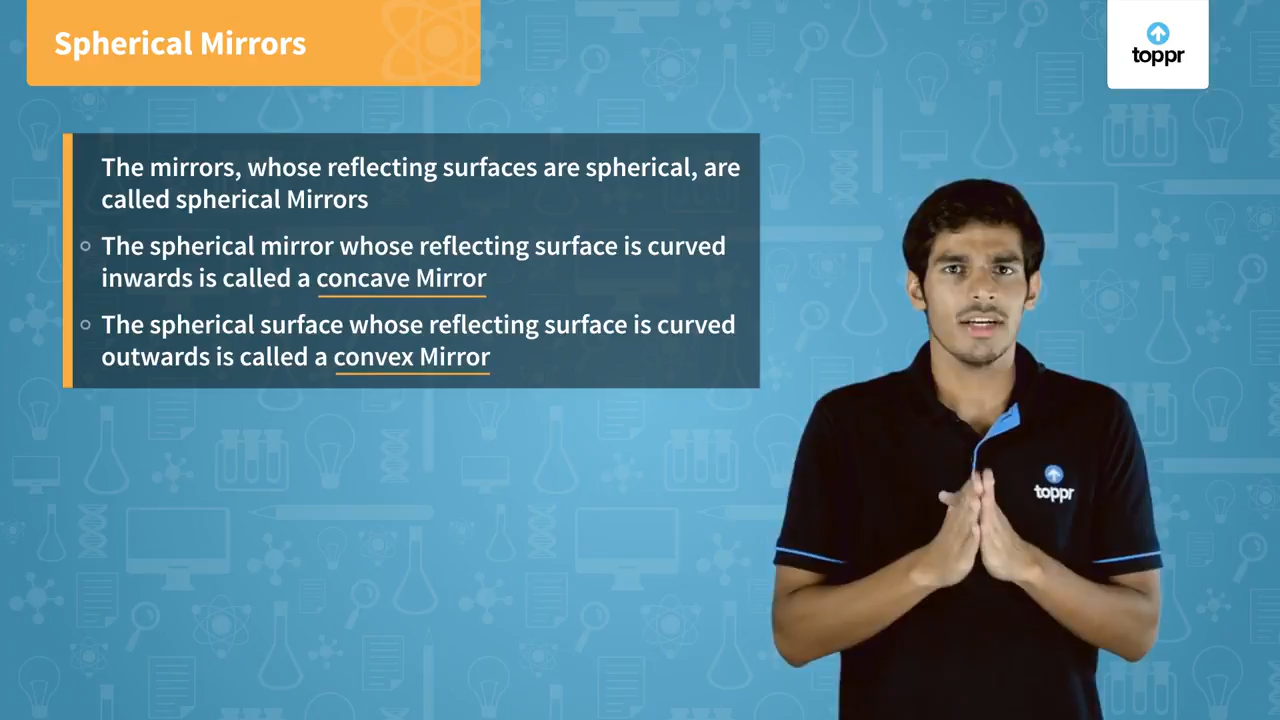 Spherical Mirrors
toppr
The mirrors, whose reflecting surfaces are spherical, are
called spherical Mirrors
The spherical mirror whose reflecting surface is curved
inwards is called a concave Mirror
The spherical surface whose reflecting surface is curved
outwards is called a convex Mirror
toppr